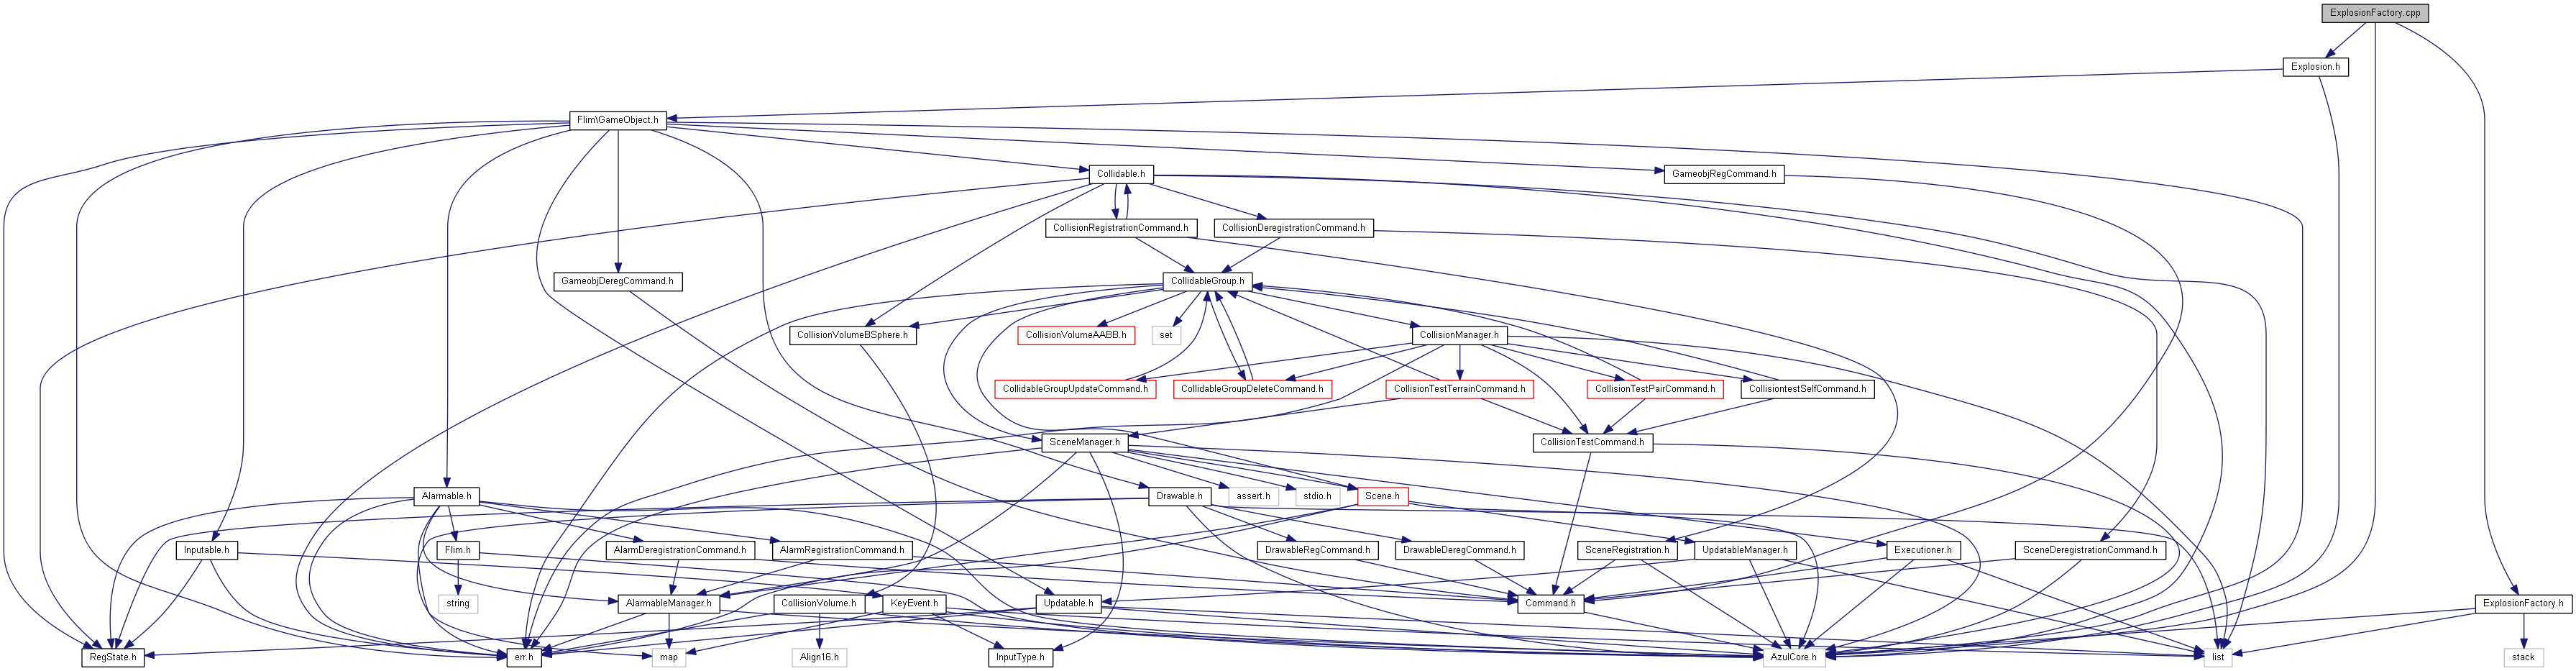 ExplosionFactory.cpp
Explosion.h
Flim\GameObject.h
Collidable.h
GameobjRegCommand.h
CollisionRegistrationCommand.h
CollisionDeregistrationCommand.h
GameobjDeregCommand.h
CollidableGroup.h
CollisionVolumeBSphere.h
CollisionVolumeAABB.h
set
CollisionManager.h
CollidableGroupUpdateCommand.h
CollidableGroupDeleteCommand.h
CollisionTestTerrainCommand.h
CollisionTestPairCommand.h
CollisiontestSelfCommand.h
SceneManager.h
CollisionTestCommand.h
Alarmable.h
Drawable.h
assert.h
stdio.h
Scene.h
Inputable.h
Flim.h
AlarmDeregistrationCommand.h
AlarmRegistrationCommand.h
DrawableRegCommand.h
DrawableDeregCommand.h
SceneRegistration.h
UpdatableManager.h
Executioner.h
SceneDeregistrationCommand.h
string
AlarmableManager.h
CollisionVolume.h
KeyEvent.h
Updatable.h
Command.h
ExplosionFactory.h
RegState.h
err.h
map
Align16.h
InputType.h
AzulCore.h
list
stack